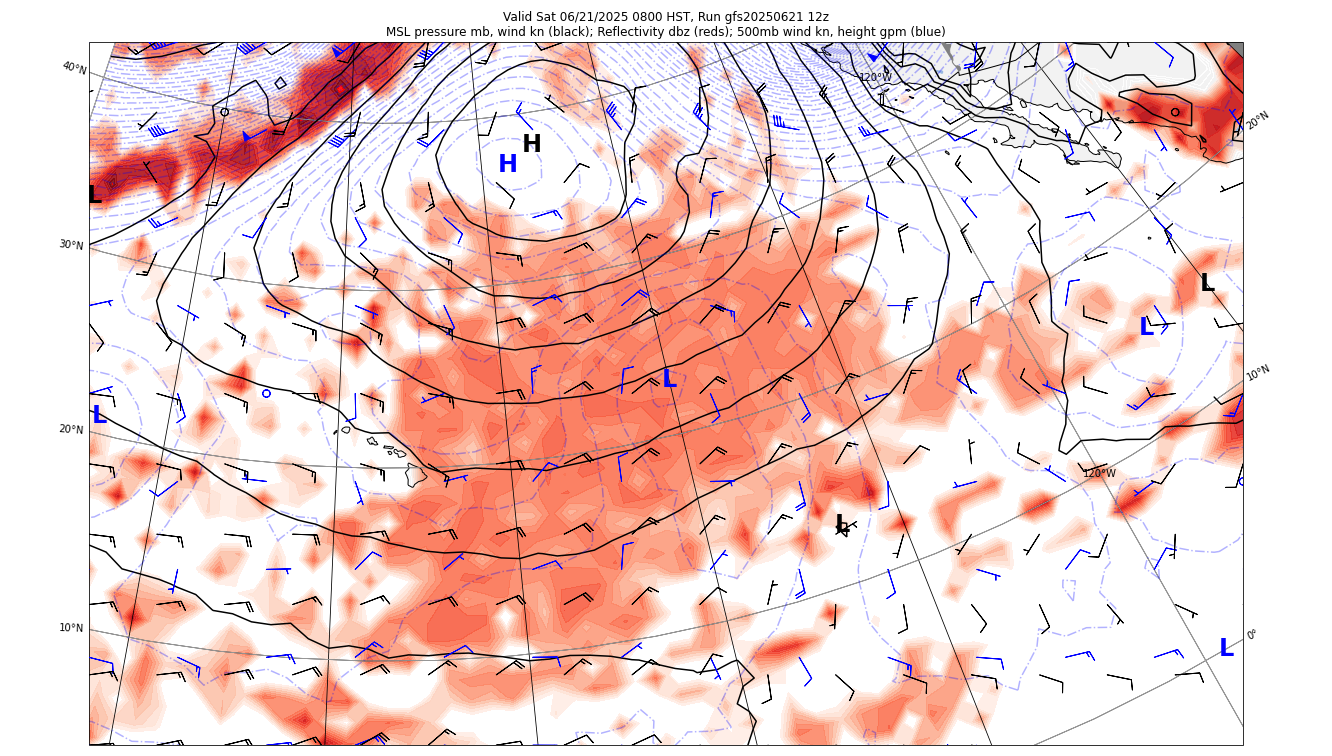 Valid Sat 06/21/2025 0800 HST, Run gfs20250621 12z
MSL pressure mb, wind kn (black); Reflectivity dbz (reds); 500mb wind kn, height gpm (blue)
40°N
120°W
20°N
H
H
L
30°N
L
L
10°N
L
L
20°N
120°W
L
10°N
0°
L